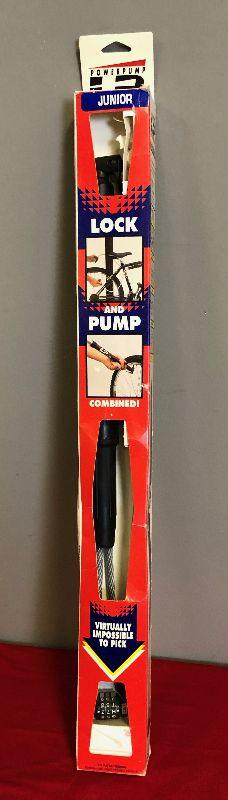 POWERPUMP
JUNIOR
LOCK
AND
PUMP
COMBINED!
VIRTUALLY
IMPOSSIBLE
TO PICK